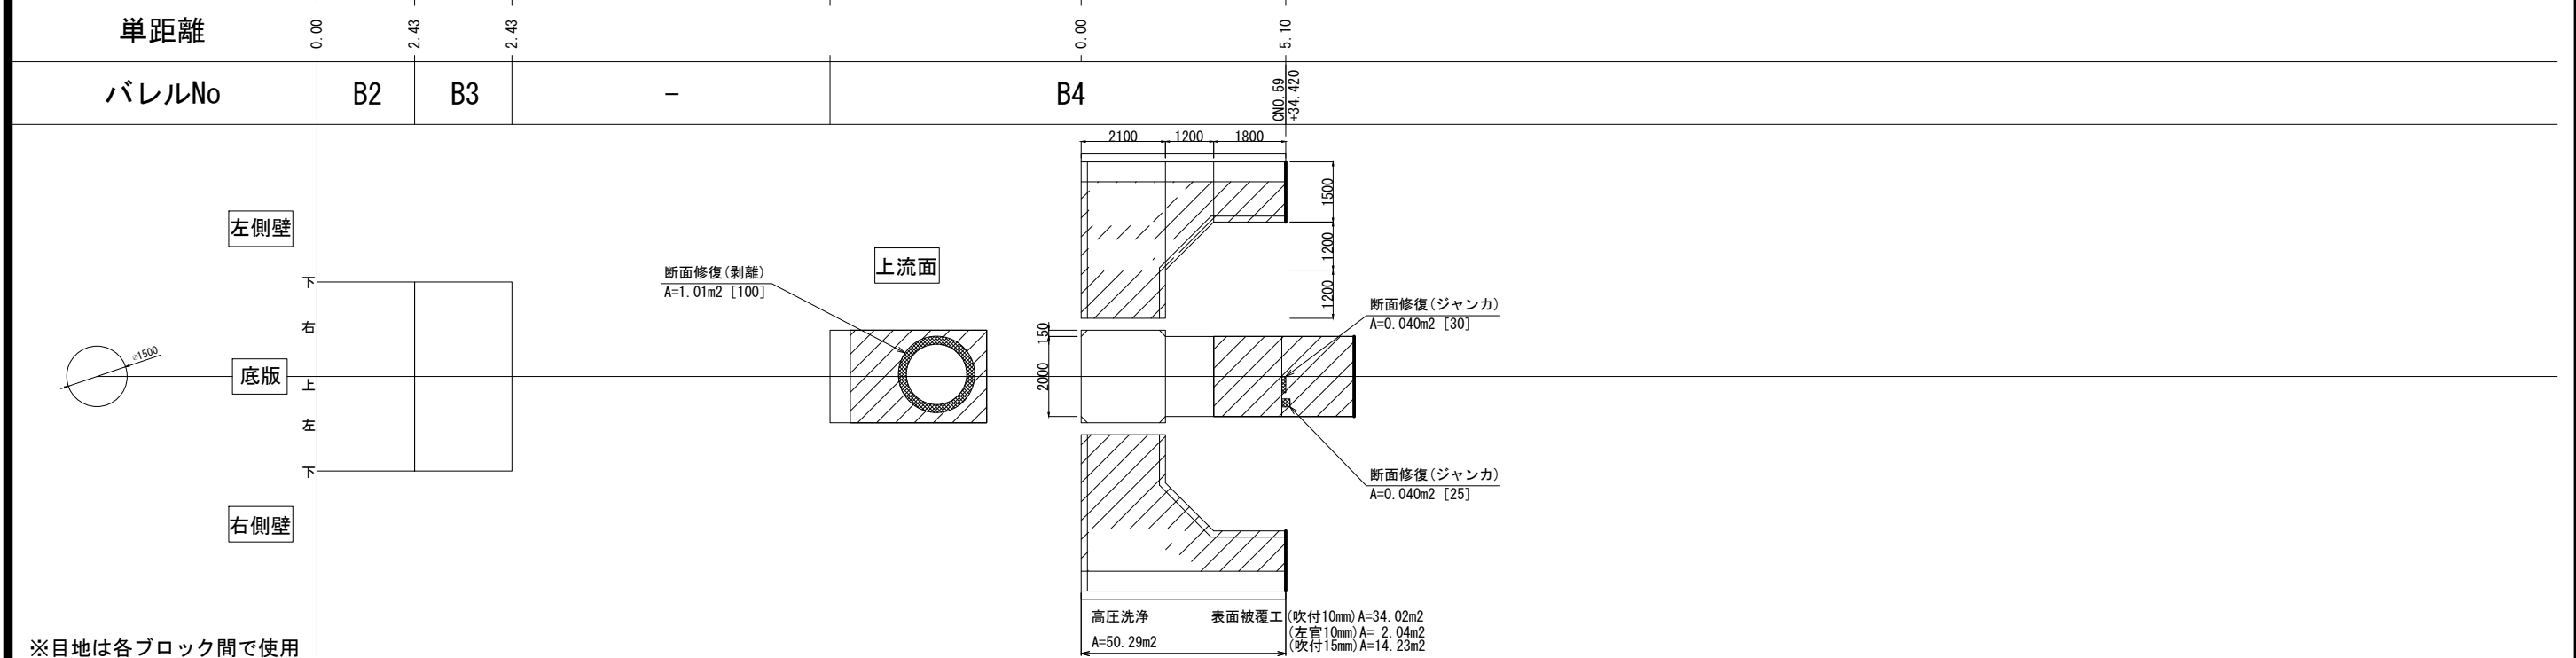 単距離
0.00
2.43
2.43
0.00
5.10
バレルNo
B2
B3
-
B4
CNO.59
+34.420
2100
1200
1800
左側壁
1500
1200
1200
上流面
断面修復(剥離)
A=1.01m2 [100]
下
右
底版
上
左
下
⌀1500
150
2000
断面修復(ジャンカ)
A=0.040m2 [30]
断面修復(ジャンカ)
A=0.040m2 [25]
右側壁
高圧洗浄
A=50.29m2
表面被覆工(吹付10mm)A=34.02m2
(左官10mm)A= 2.04m2
(吹付15mm)A=14.23m2
※目地は各ブロック間で使用